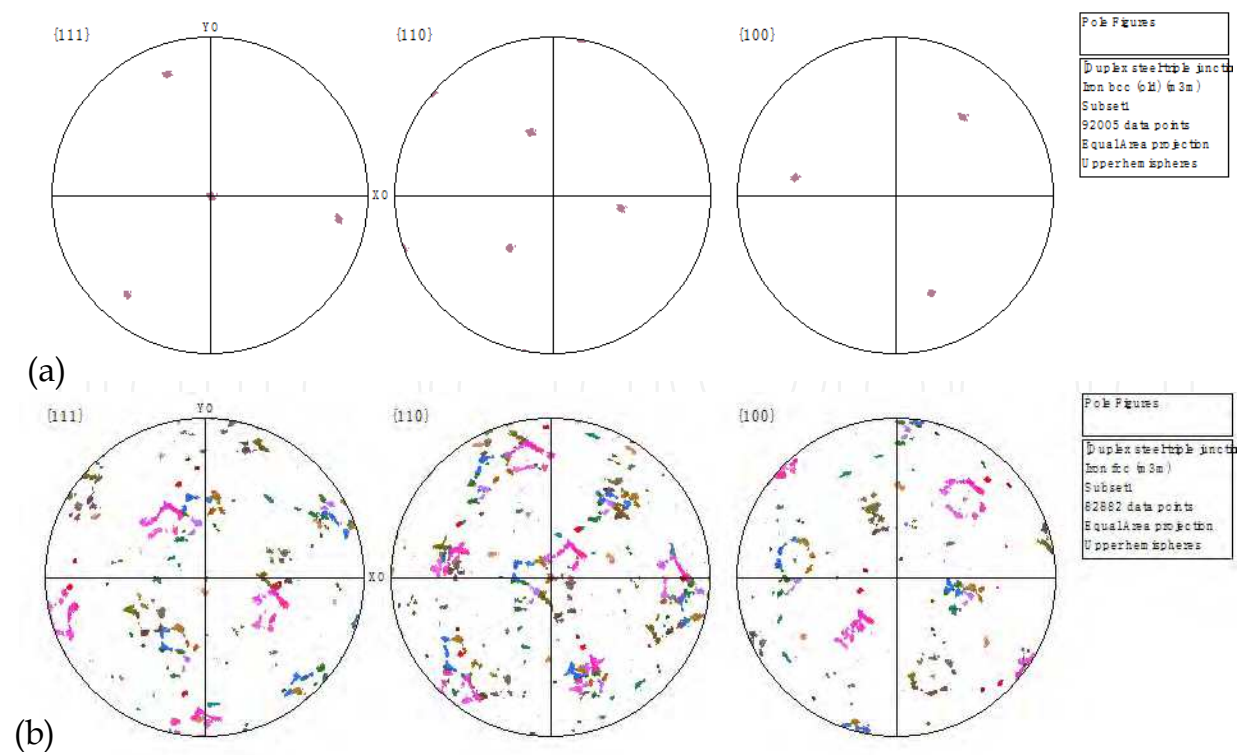 {111}
Y0
{110}
{100}
X0
Pole Figures
[Duplex steel triple juncti
Iron bcc (old) (m3m)
Subset1
92005 data points
Equal Area projection
Upper hemispheres
(a)
{111}
Y0
{110}
{100}
X0
Pole Figures
[Duplex steel triple juncti
Iron fcc (m3m)
Subset1
82882 data points
Equal Area projection
Upper hemispheres
(b)